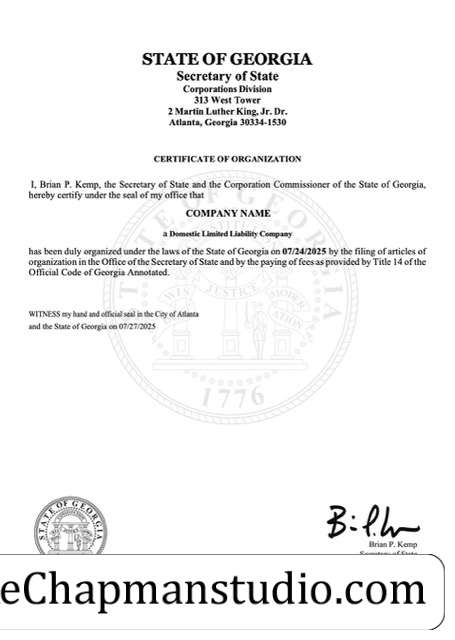 STATE OF GEORGIA
Secretary of State
Corporations Division
313 West Tower
2 Martin Luther King, Jr. Dr.
Atlanta, Georgia 30334-1530
CERTIFICATE OF ORGANIZATION
I, Brian P. Kemp, the Secretary of State and the Corporation Commissioner of the State of Georgia,
hereby certify under the seal of my office that
COMPANY NAME
a Domestic Limited Liability Company
has been duly organized under the laws of the State of Georgia on 07/24/2025 by the filing of articles of
organization in the Office of the Secretary of State and by the paying of fees as provided by Title 14 of the
Official Code of Georgia Annotated.
WITNESS my hand and official seal in the City of Atlanta
and the State of Georgia on 07/27/2025
STATE OF GEORGIA
WISDOM JUSTICE MODERATION
1776
STATE OF GEORGIA
Brian P. Kemp
Secretary of State
eChapmanstudio.com